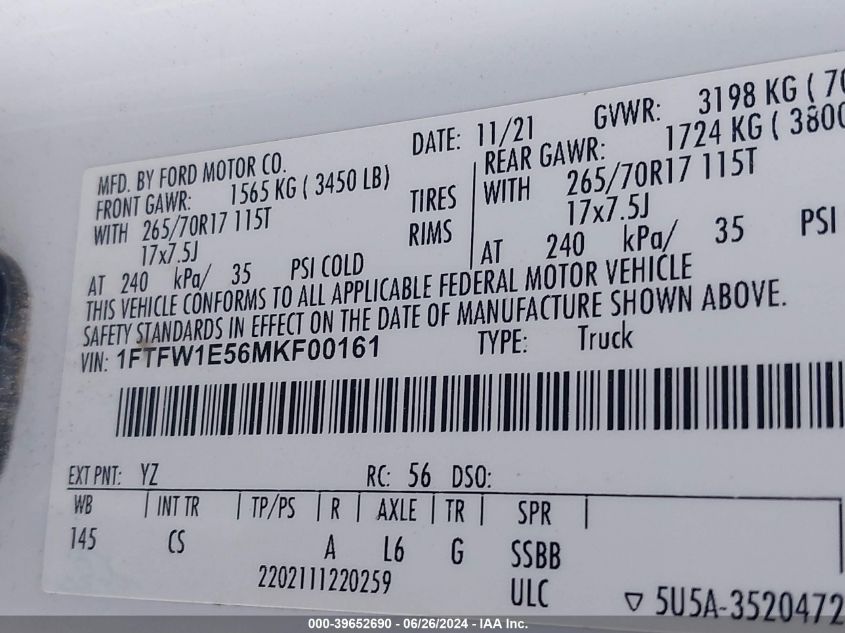 MFD. BY FORD MOTOR CO. DATE: 11/21 GVWR: 3198 KG ( 70
FRONT GAWR: 1565 KG ( 3450 LB) REAR GAWR: 1724 KG ( 3800
WITH 265/70R17 115T TIRES WITH 265/70R17 115T
17x7.5J RIMS 17x7.5J
AT 240 kPa/ 35 PSI COLD AT 240 kPa/ 35 PSI
THIS VEHICLE CONFORMS TO ALL APPLICABLE FEDERAL MOTOR VEHICLE
SAFETY STANDARDS IN EFFECT ON THE DATE OF MANUFACTURE SHOWN ABOVE.
VIN: 1FTFW1E56MKF00161 TYPE: Truck
EXT PNT: YZ RC: 56 DSO:
WB INT TR TP/PS R AXLE TR SPR
145 CS A L6 G SSBB
2202111220259 ULC 5U5A-3520472
000-39652690 - 06/26/2024 - IAA Inc.